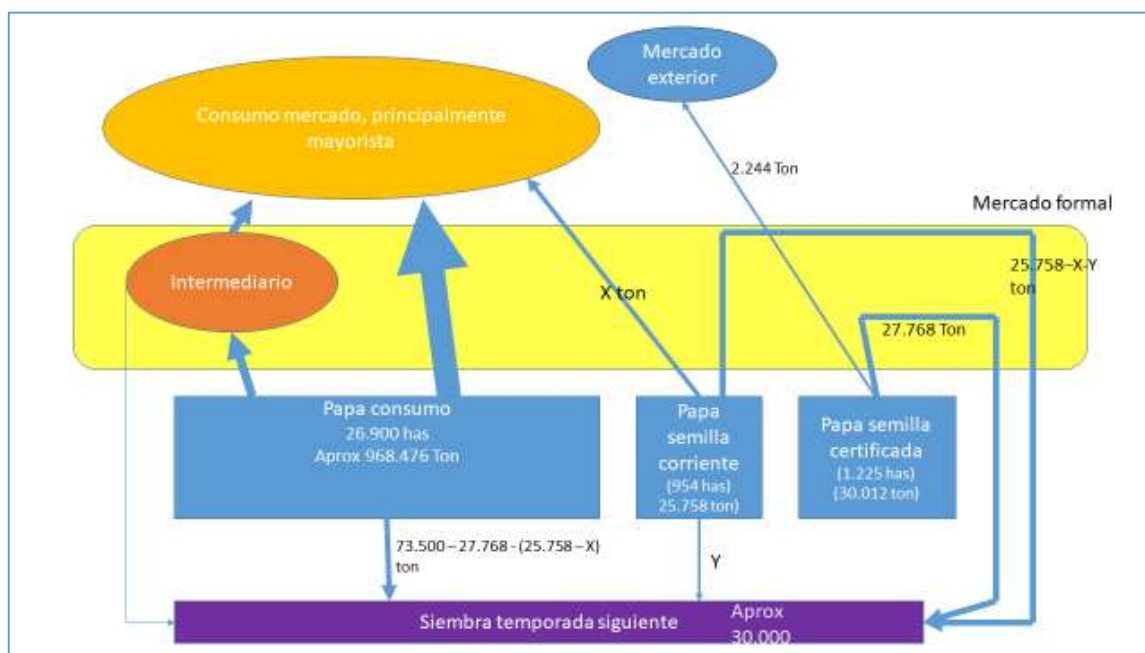 Mercado
exterior
Consumo mercado, principalmente
mayorista
2.244 Ton
Mercado formal
Intermediario
X ton
25.758–X-Y
ton
27.768 Ton
Papa consumo
26.900 has
Aprox 968.476 Ton
Papa
semilla
corriente
(954 has)
25.758 ton)
Papa semilla
certificada
(1.225 has)
(30.012 ton)
73.500 – 27.768 - (25.758 – X)
ton
Y
Siembra temporada siguiente
Aprox
30.000